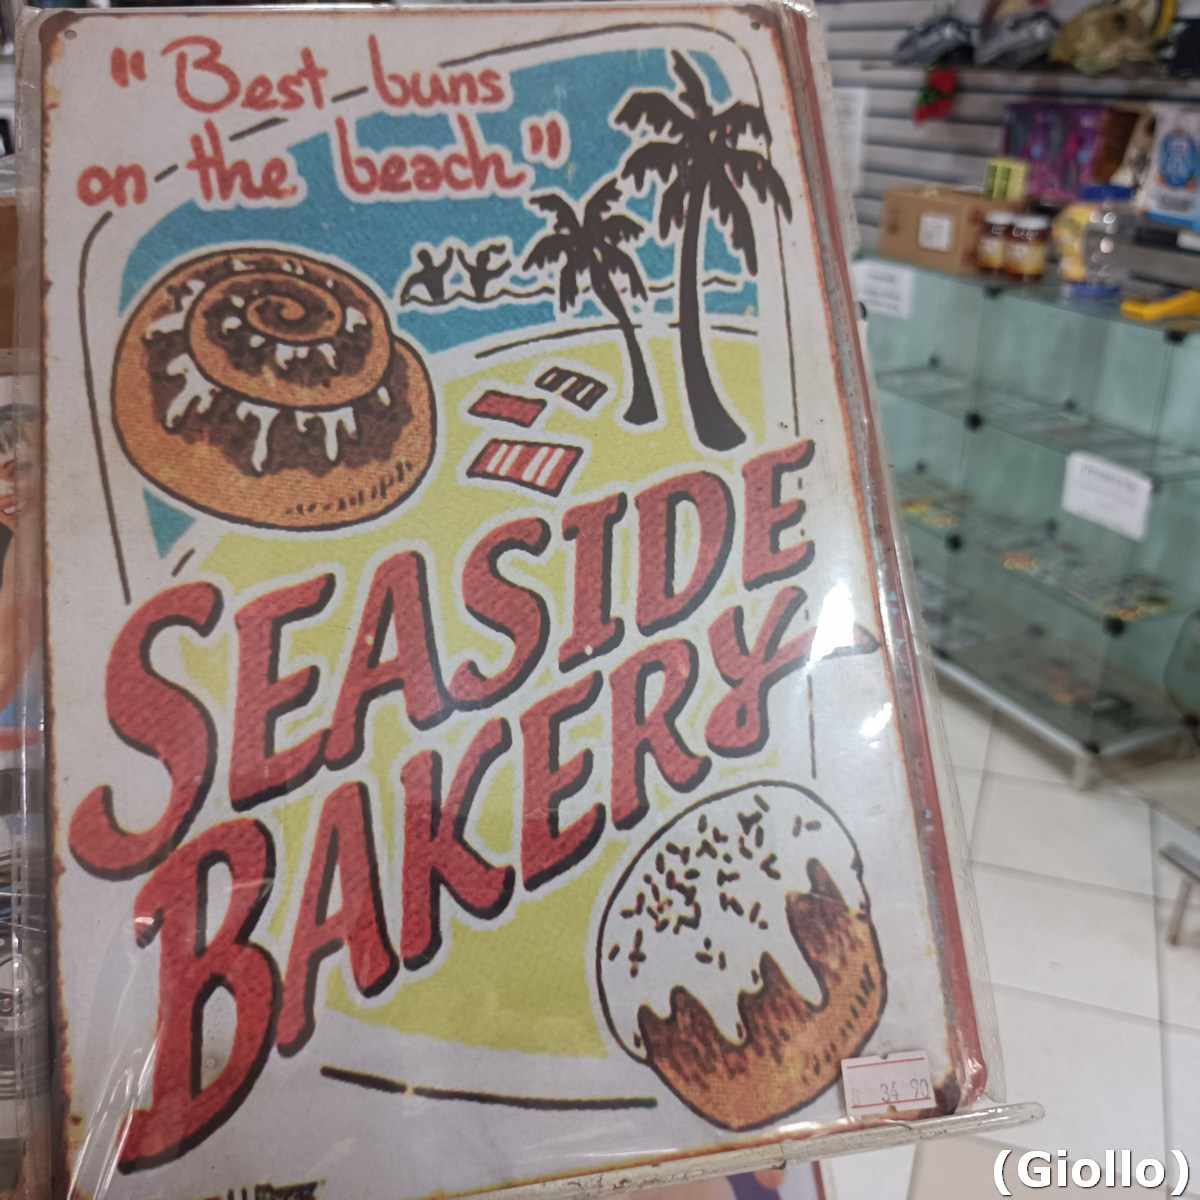 "Best buns
on the beach"
SEASIDE
BAKERY
34 90
(Giollo)